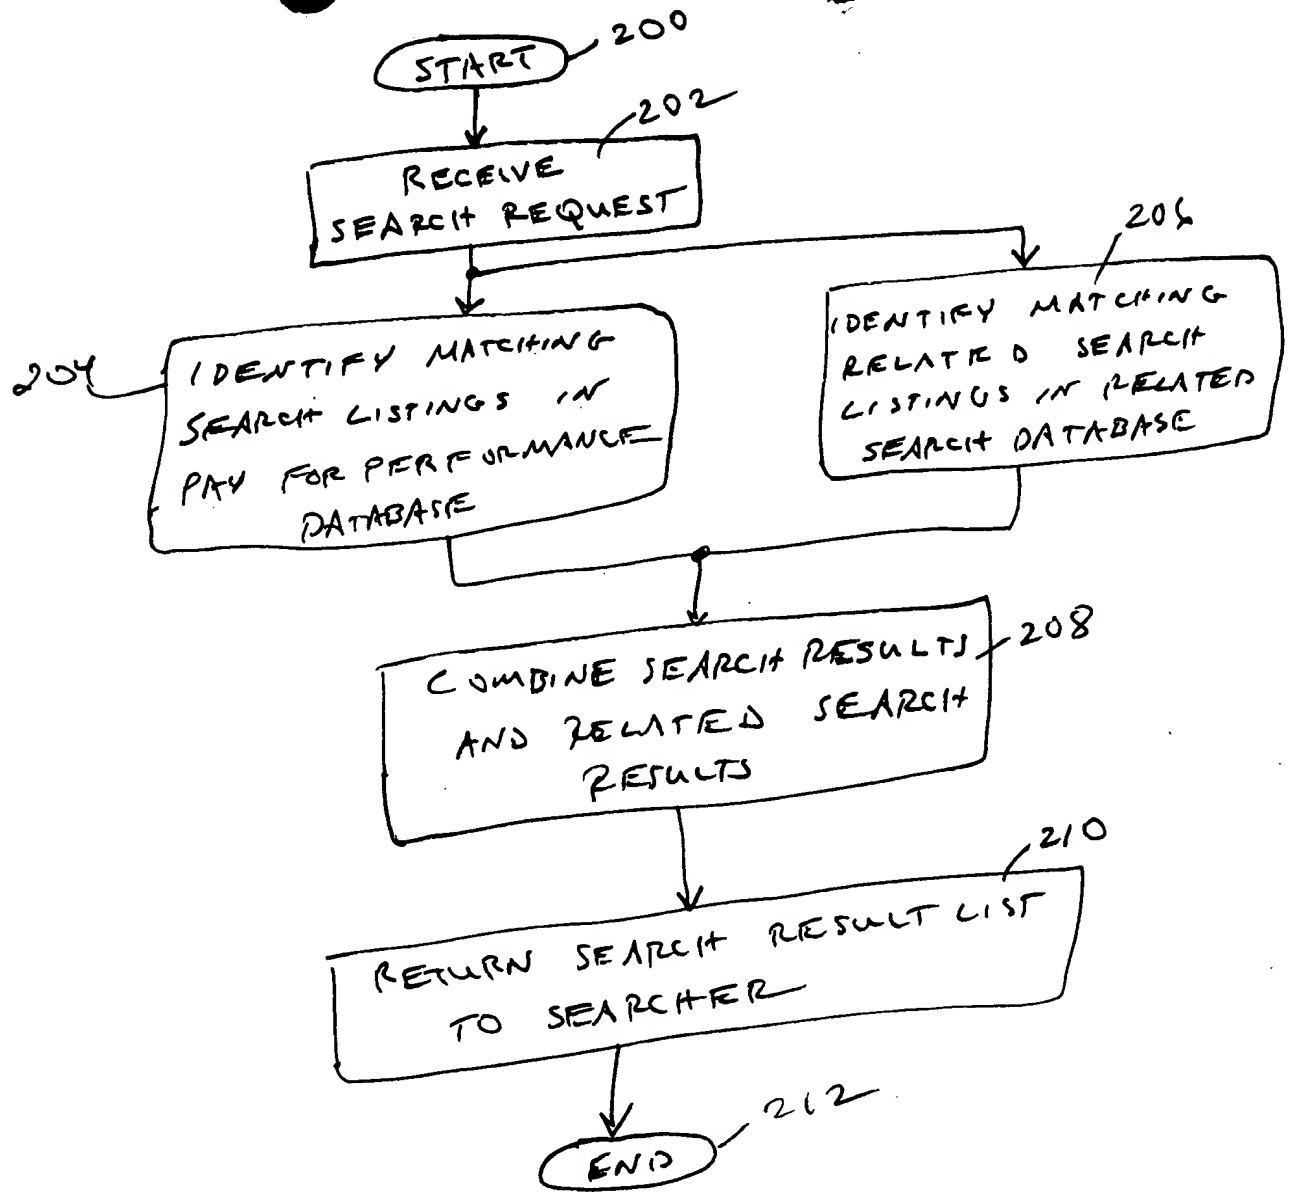 200
START
202
RECEIVE
SEARCH REQUEST
206
IDENTIFY MATCHING
RELATED SEARCH
LISTINGS IN RELATED
SEARCH DATABASE
204
IDENTIFY MATCHING
SEARCH LISTINGS IN
PAY FOR PERFORMANCE
DATABASE
208
COMBINE SEARCH RESULTS
AND RELATED SEARCH
RESULTS
210
RETURN SEARCH RESULT LIST
TO SEARCHER
212
END